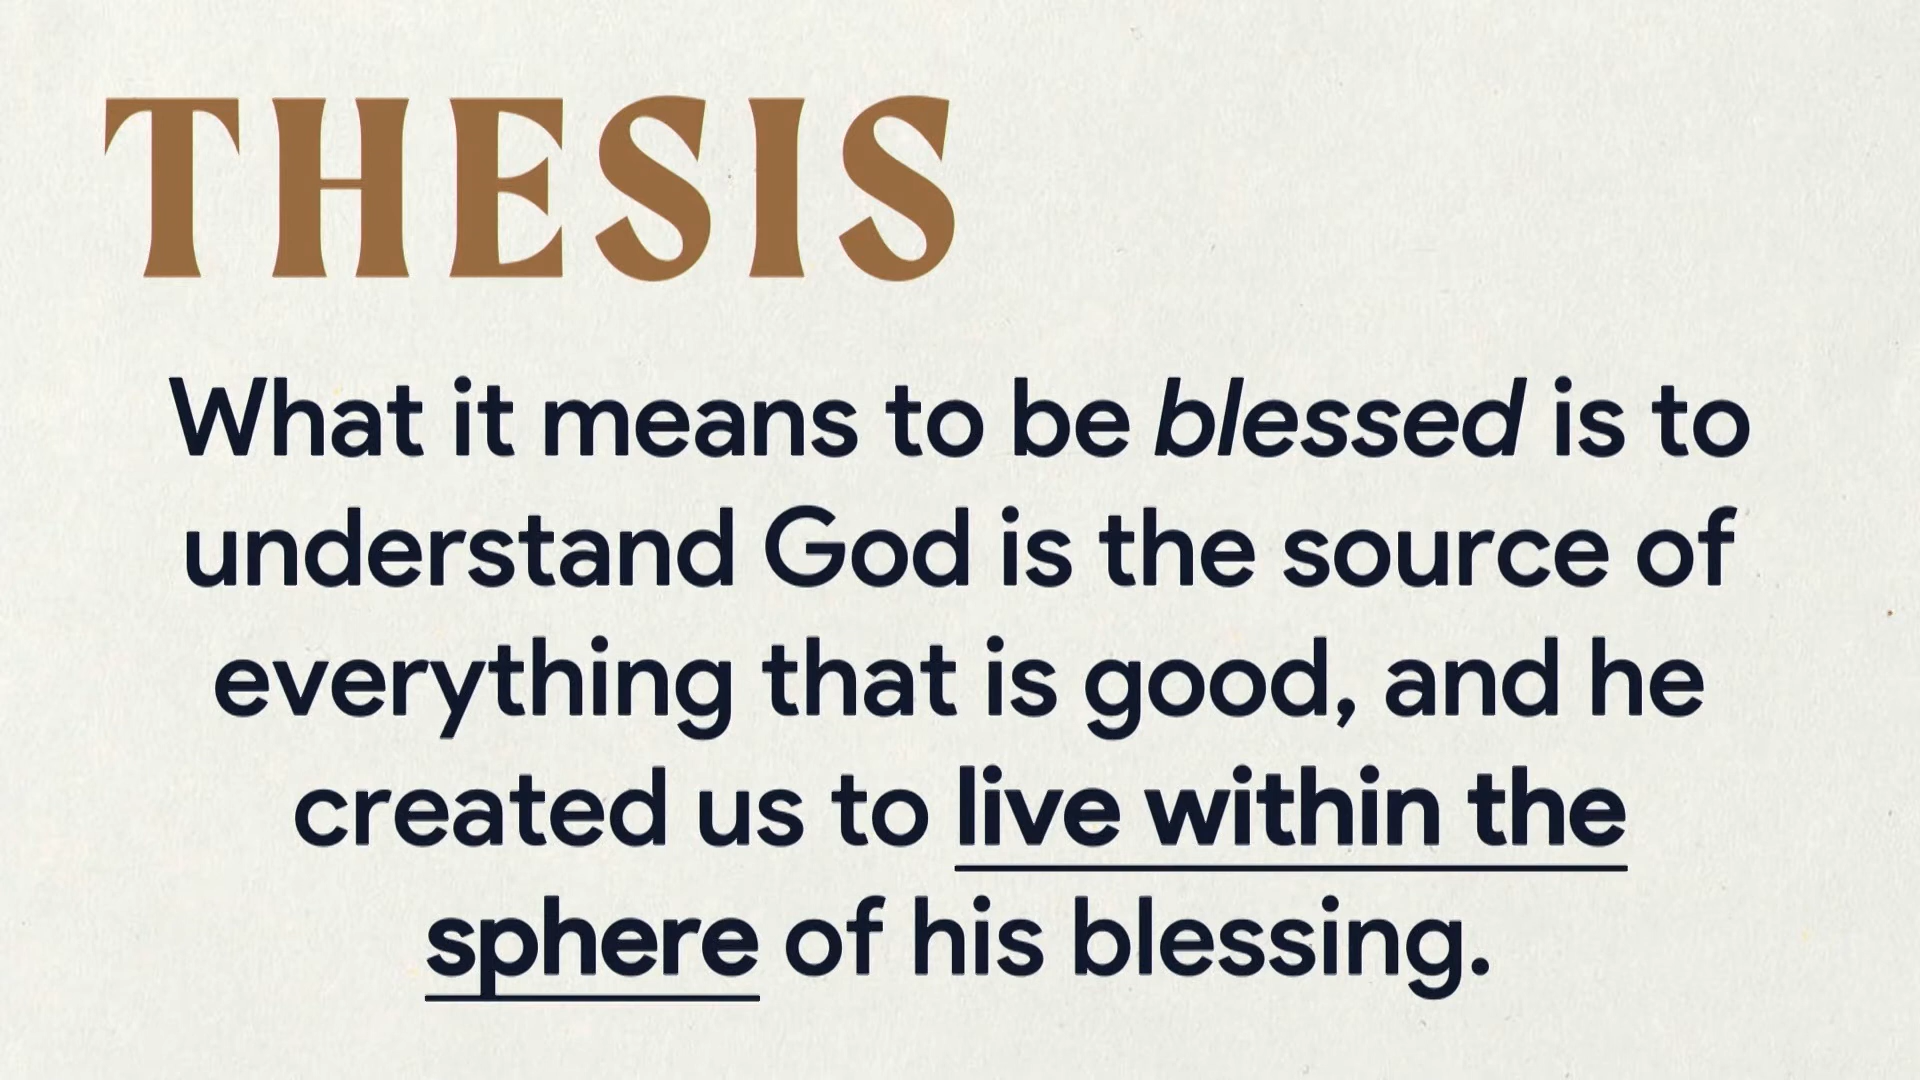 THESIS
What it means to be blessed is to
understand God is the source of
everything that is good, and he
created us to live within the
sphere of his blessing.